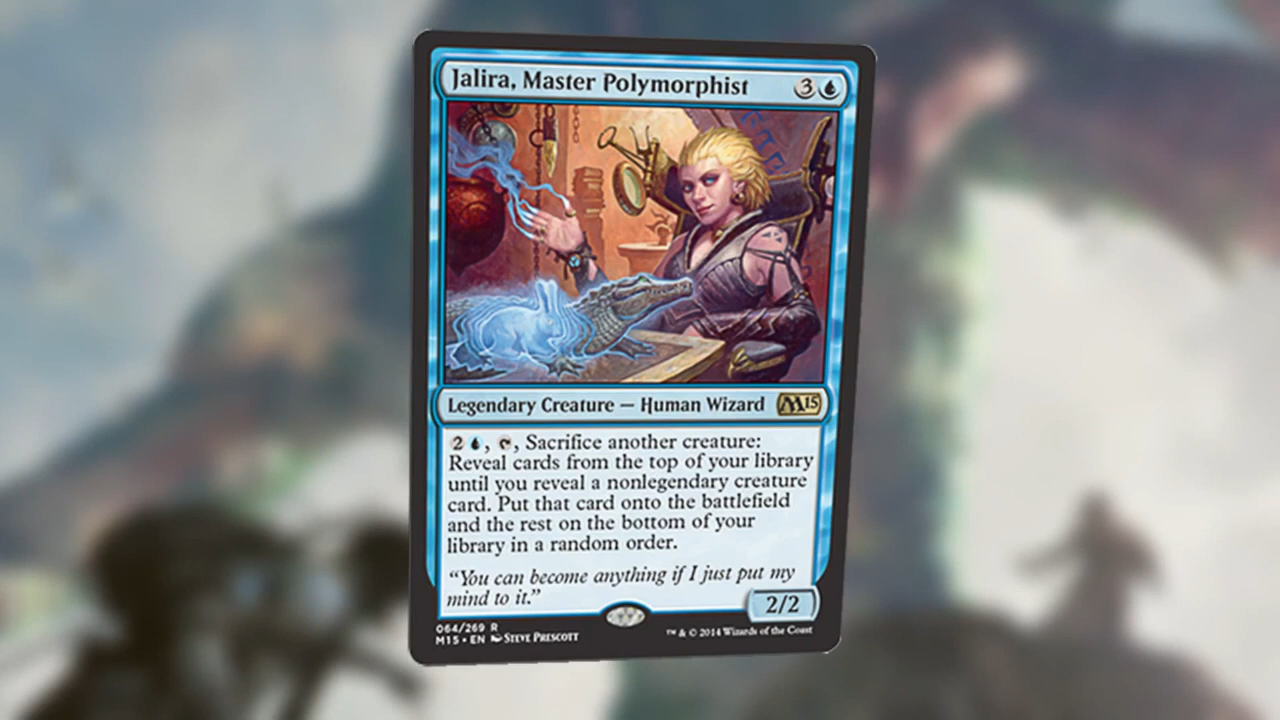 Jalira, Master Polymorphist 3
Legendary Creature — Human Wizard M15
2 , , Sacrifice another creature:
Reveal cards from the top of your library
until you reveal a nonlegendary creature
card. Put that card onto the battlefield
and the rest on the bottom of your
library in a random order.
“You can become anything if I just put my
mind to it.”
2/2
064/269 R
M15 • EN STEVE PRESCOTT
™ & © 2014 Wizards of the Coast